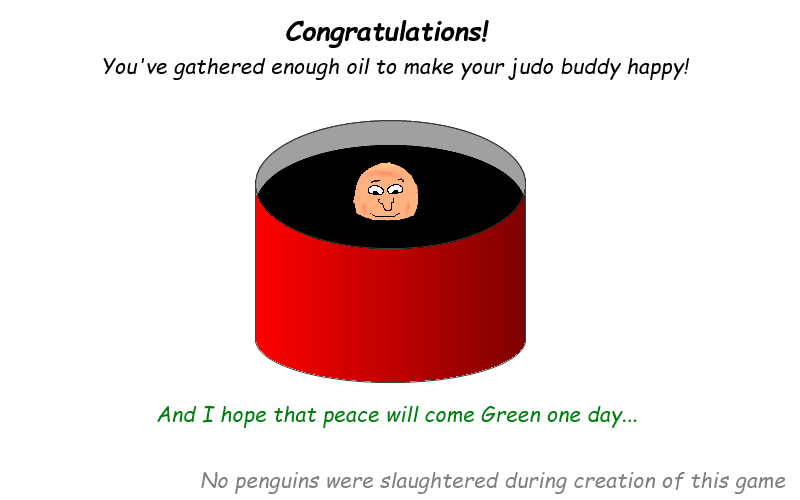 Congratulations!
You've gathered enough oil to make your judo buddy happy!
And I hope that peace will come Green one day...
No penguins were slaughtered during creation of this game